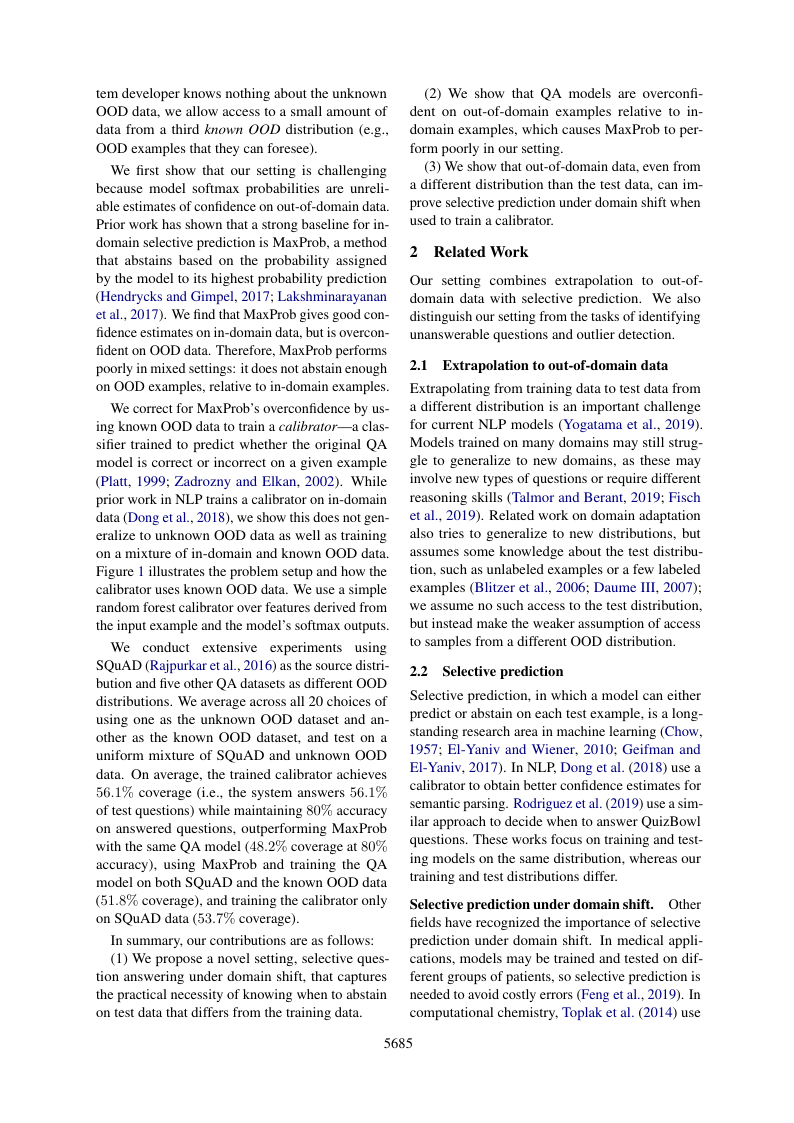 tem developer knows nothing about the unknown
OOD data, we allow access to a small amount of
data from a third known OOD distribution (e.g.,
OOD examples that they can foresee).
We first show that our setting is challenging
because model softmax probabilities are unreli-
able estimates of confidence on out-of-domain data.
Prior work has shown that a strong baseline for in-
domain selective prediction is MaxProb, a method
that abstains based on the probability assigned
by the model to its highest probability prediction
(Hendrycks and Gimpel, 2017; Lakshminarayanan
et al., 2017). We find that MaxProb gives good con-
fidence estimates on in-domain data, but is overcon-
fident on OOD data. Therefore, MaxProb performs
poorly in mixed settings: it does not abstain enough
on OOD examples, relative to in-domain examples.
We correct for MaxProb's overconfidence by us-
ing known OOD data to train a calibrator—a clas-
sifier trained to predict whether the original QA
model is correct or incorrect on a given example
(Platt, 1999; Zadrozny and Elkan, 2002). While
prior work in NLP trains a calibrator on in-domain
data (Dong et al., 2018), we show this does not gen-
eralize to unknown OOD data as well as training
on a mixture of in-domain and known OOD data.
Figure 1 illustrates the problem setup and how the
calibrator uses known OOD data. We use a simple
random forest calibrator over features derived from
the input example and the model's softmax outputs.
We conduct extensive experiments using
SQuAD (Rajpurkar et al., 2016) as the source distri-
bution and five other QA datasets as different OOD
distributions. We average across all 20 choices of
using one as the unknown OOD dataset and an-
other as the known OOD dataset, and test on a
uniform mixture of SQuAD and unknown OOD
data. On average, the trained calibrator achieves
56.1% coverage (i.e., the system answers 56.1%
of test questions) while maintaining 80% accuracy
on answered questions, outperforming MaxProb
with the same QA model (48.2% coverage at 80%
accuracy), using MaxProb and training the QA
model on both SQuAD and the known OOD data
(51.8% coverage), and training the calibrator only
on SQuAD data (53.7% coverage).
In summary, our contributions are as follows:
(1) We propose a novel setting, selective ques-
tion answering under domain shift, that captures
the practical necessity of knowing when to abstain
on test data that differs from the training data.
(2) We show that QA models are overconfi-
dent on out-of-domain examples relative to in-
domain examples, which causes MaxProb to per-
form poorly in our setting.
(3) We show that out-of-domain data, even from
a different distribution than the test data, can im-
prove selective prediction under domain shift when
used to train a calibrator.
2 Related Work
Our setting combines extrapolation to out-of-
domain data with selective prediction. We also
distinguish our setting from the tasks of identifying
unanswerable questions and outlier detection.
2.1 Extrapolation to out-of-domain data
Extrapolating from training data to test data from
a different distribution is an important challenge
for current NLP models (Yogatama et al., 2019).
Models trained on many domains may still strug-
gle to generalize to new domains, as these may
involve new types of questions or require different
reasoning skills (Talmor and Berant, 2019; Fisch
et al., 2019). Related work on domain adaptation
also tries to generalize to new distributions, but
assumes some knowledge about the test distribu-
tion, such as unlabeled examples or a few labeled
examples (Blitzer et al., 2006; Daume III, 2007);
we assume no such access to the test distribution,
but instead make the weaker assumption of access
to samples from a different OOD distribution.
2.2 Selective prediction
Selective prediction, in which a model can either
predict or abstain on each test example, is a long-
standing research area in machine learning (Chow,
1957; El-Yaniv and Wiener, 2010; Geifman and
El-Yaniv, 2017). In NLP, Dong et al. (2018) use a
calibrator to obtain better confidence estimates for
semantic parsing. Rodriguez et al. (2019) use a sim-
ilar approach to decide when to answer QuizBowl
questions. These works focus on training and test-
ing models on the same distribution, whereas our
training and test distributions differ.
Selective prediction under domain shift. Other
fields have recognized the importance of selective
prediction under domain shift. In medical appli-
cations, models may be trained and tested on dif-
ferent groups of patients, so selective prediction is
needed to avoid costly errors (Feng et al., 2019). In
computational chemistry, Toplak et al. (2014) use
5685